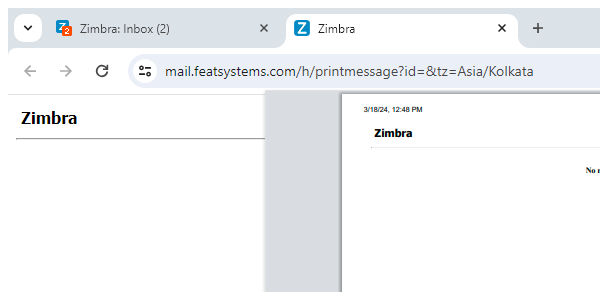 Zimbra: Inbox (2)
Zimbra
mail.featsystems.com/h/printmessage?id=&tz=Asia/Kolkata
Zimbra
3/18/24, 12:48 PM
Zimbra
No